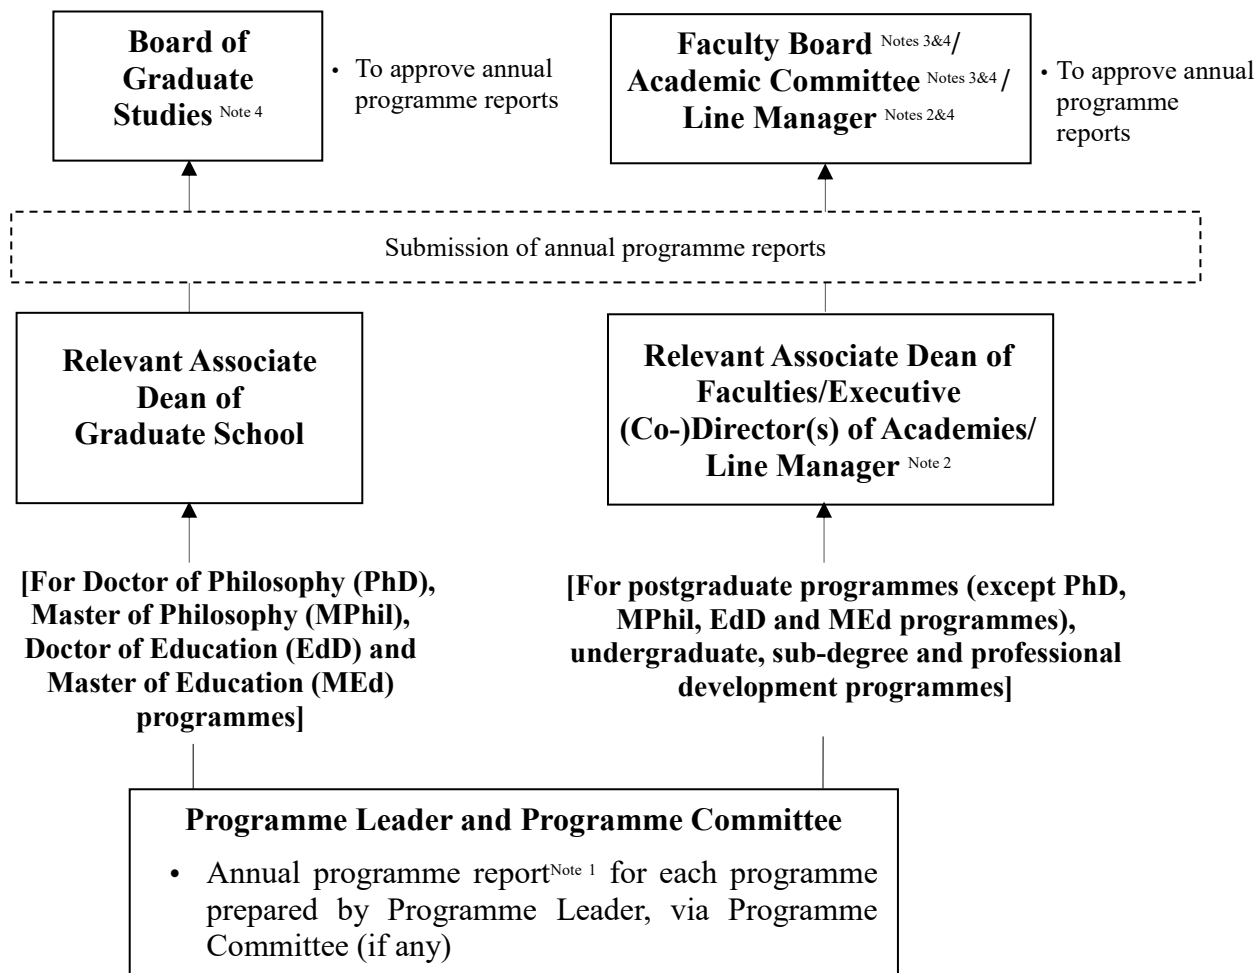 Board of
Graduate
Studies Note 4
• To approve annual
programme reports
Faculty Board Notes 3&4/
Academic Committee Notes 3&4 /
Line Manager Notes 2&4
• To approve annual
programme
reports
Submission of annual programme reports
Relevant Associate
Dean of
Graduate School
Relevant Associate Dean of
Faculties/Executive
(Co-)Director(s) of Academies/
Line Manager Note 2
[For Doctor of Philosophy (PhD),
Master of Philosophy (MPhil),
Doctor of Education (EdD) and
Master of Education (MEd)
programmes]
[For postgraduate programmes (except PhD,
MPhil, EdD and MEd programmes),
undergraduate, sub-degree and professional
development programmes]
Programme Leader and Programme Committee
• Annual programme report Note 1 for each programme
prepared by Programme Leader, via Programme
Committee (if any)